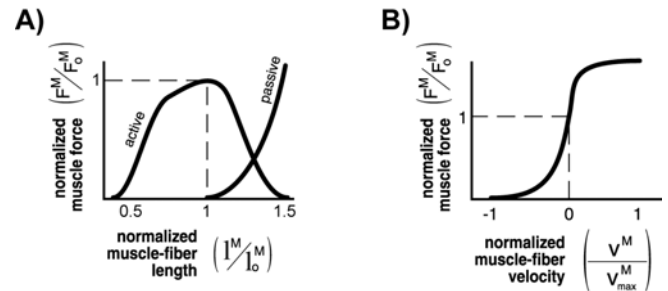 A)
normalized
muscle force
(F^M/F_o^M)
1
active
passive
0.5
1
1.5
normalized
muscle-fiber
length
(l^M/l_o^M)
B)
normalized
muscle force
(F^M/F_o^M)
1
-1
0
1
normalized
muscle-fiber
velocity
(v^M/v_max^M)